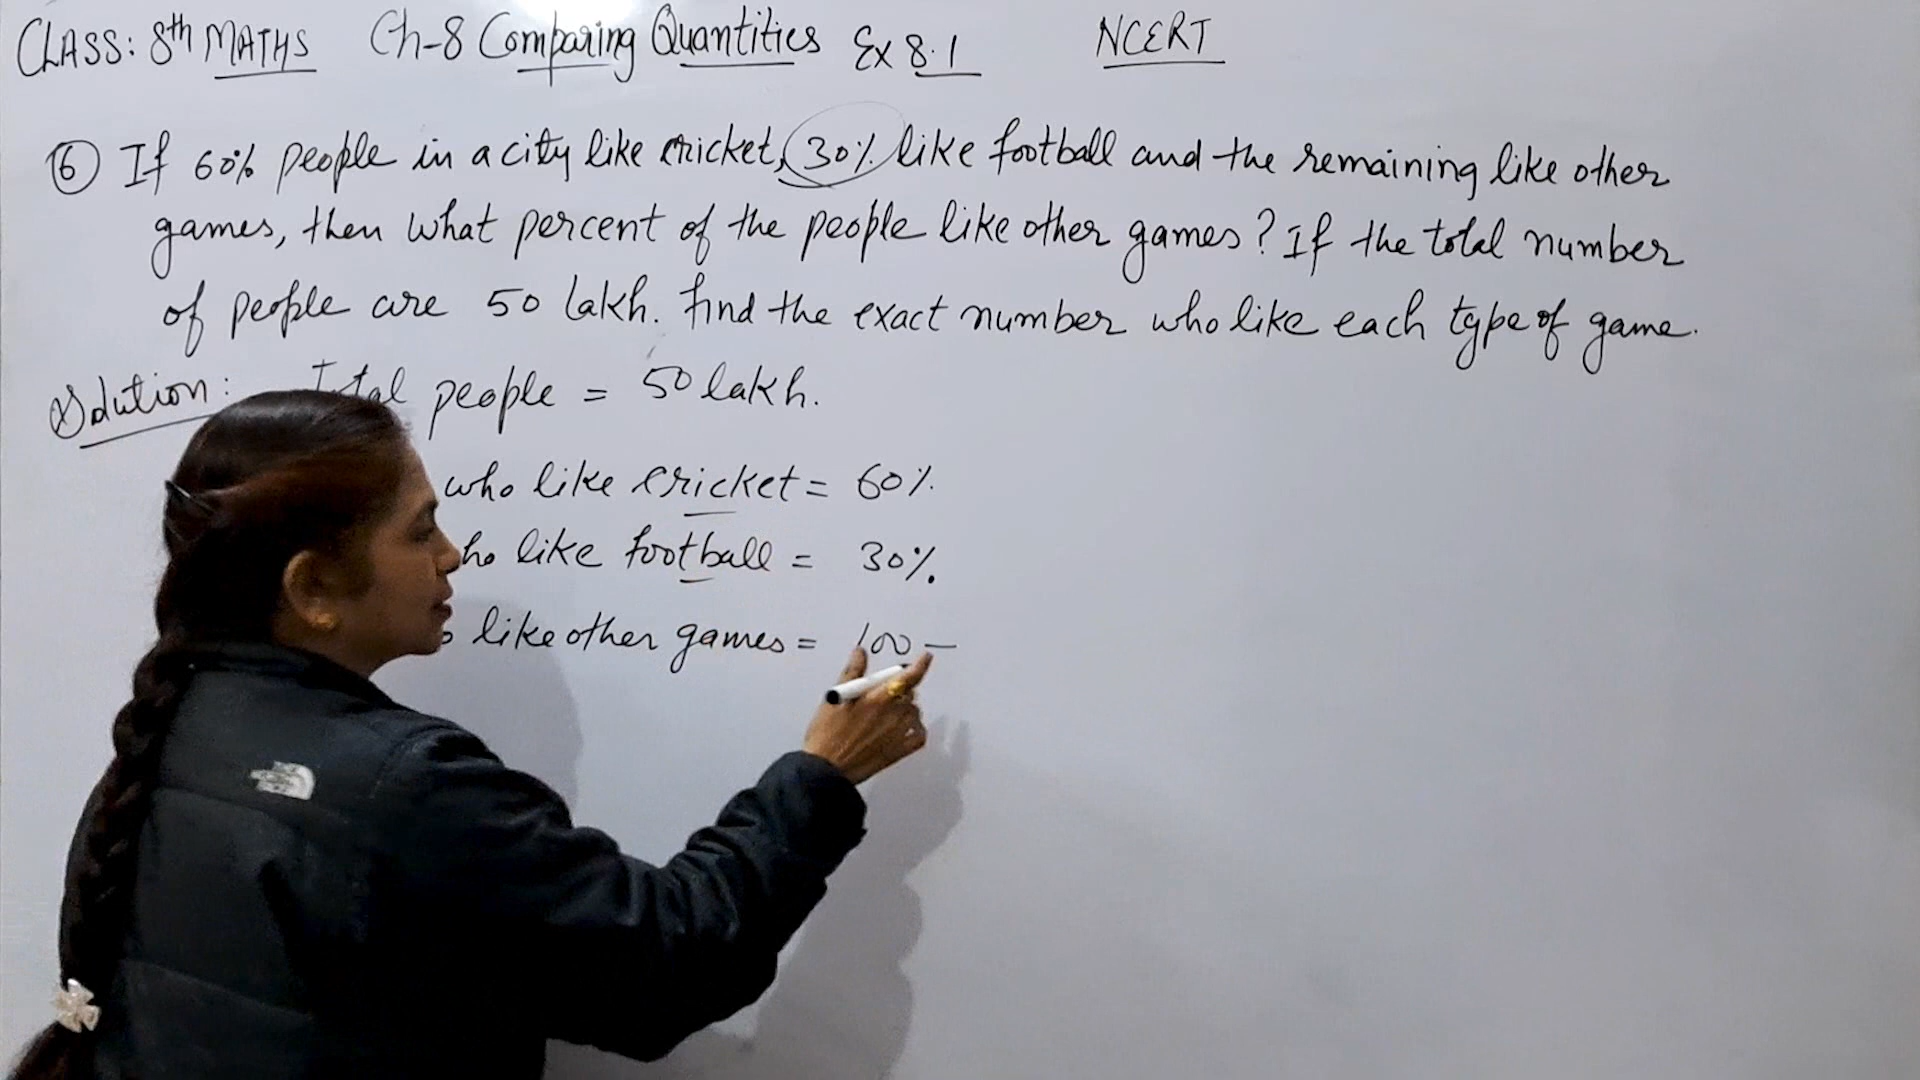 CLASS: 8th MATHS Ch-8 Comparing Quantities Ex 8.1 NCERT
⑥ If 60% people in a city like cricket, 30% like football and the remaining like other
games, then what percent of the people like other games? If the total number
of people are 50 lakh. find the exact number who like each type of game.
Solution: Total people = 50 lakh.
who like cricket = 60%.
who like football = 30%.
like other games = 100 -